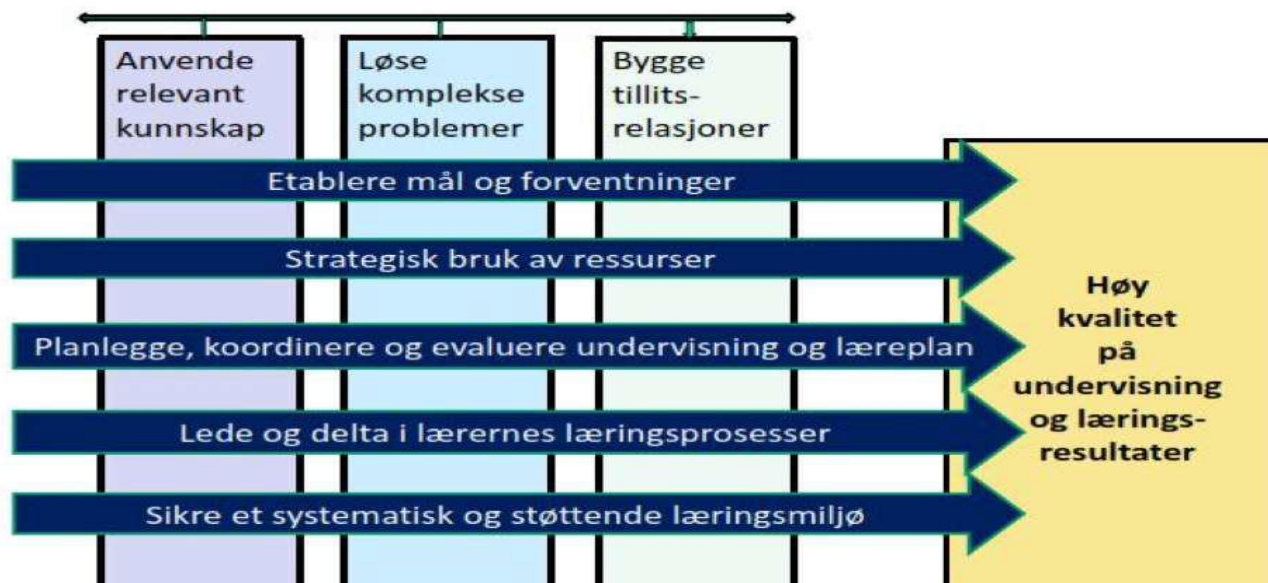 Anvende
relevant
kunnskap
Løse
komplekse
problemer
Bygge
tillits-
relasjoner
Etablere mål og forventninger
Strategisk bruk av ressurser
Planlegge, koordinere og evaluere undervisning og læreplan
Lede og delta i lærernes læringsprosesser
Sikre et systematisk og støttende læringsmiljø
Høy
kvalitet
på
undervisning
og lærings-
resultater